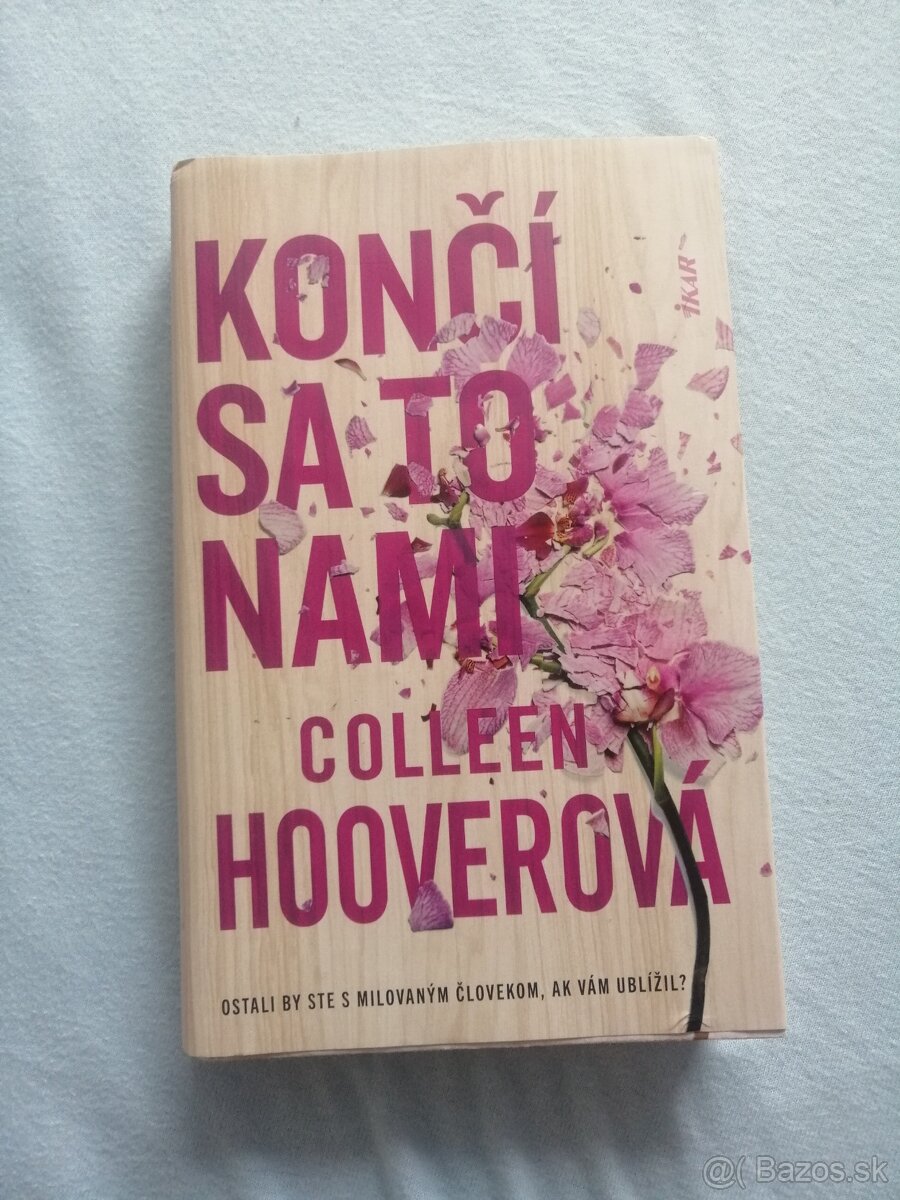 KONČÍ
SA TO
NAMI
IKAR
COLLEEN
HOOVEROVÁ
OSTALI BY STE S MILOVANÝM ČLOVEKOM, AK VÁM UBLÍŽIL?
@( Bazos.sk